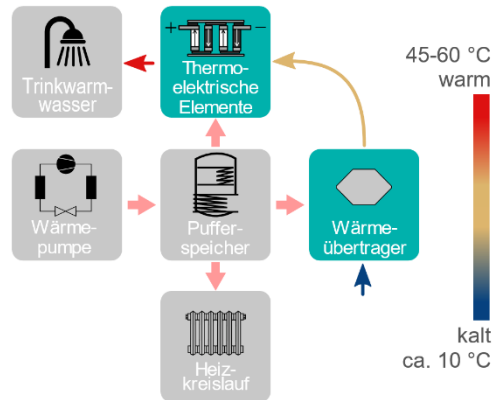 + −
Trinkwarm-
wasser
Thermo-
elektrische
Elemente
45-60 °C
warm
Wärme-
pumpe
Puffer-
speicher
Wärme-
übertrager
Heiz-
kreislauf
kalt
ca. 10 °C